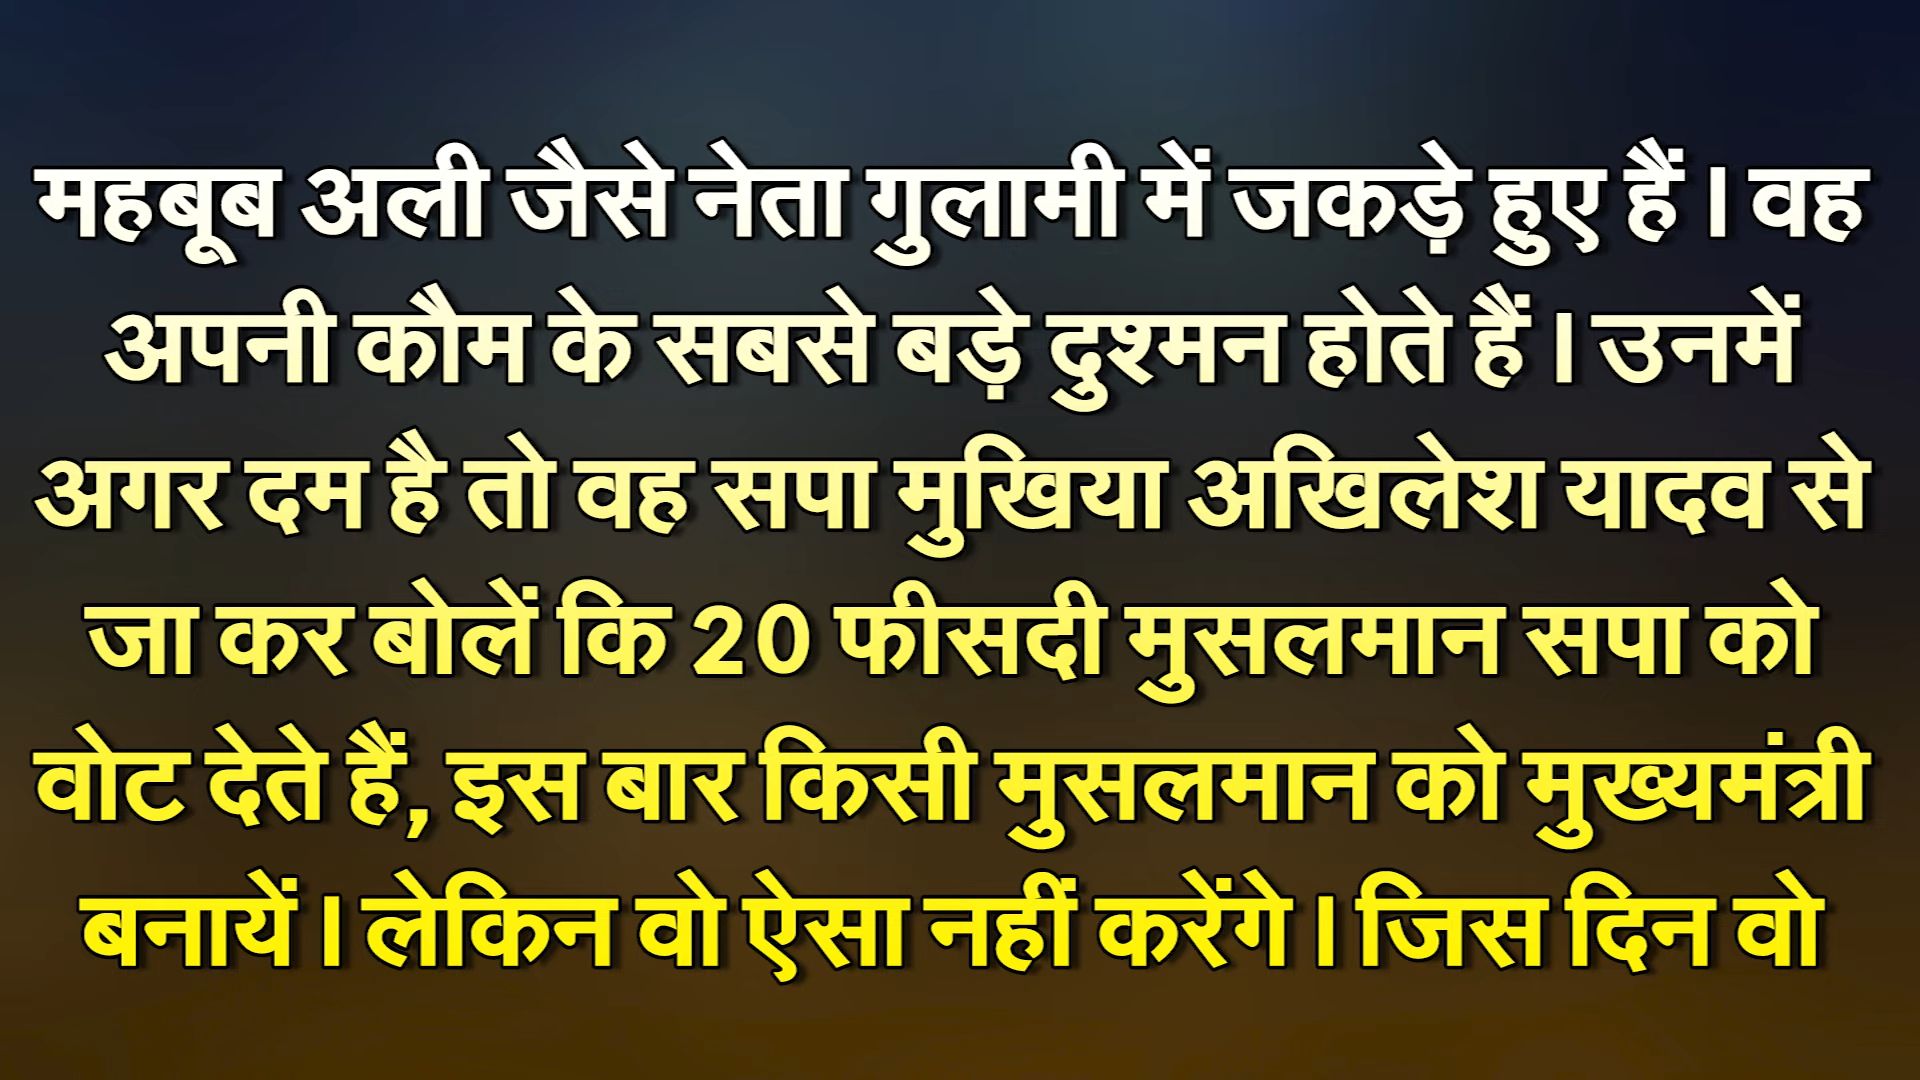 महबूब अली जैसे नेता गुलामी में जकड़े हुए हैं । वह
अपनी कौम के सबसे बड़े दुश्मन होते हैं । उनमें
अगर दम है तो वह सपा मुखिया अखिलेश यादव से
जा कर बोलें कि 20 फीसदी मुसलमान सपा को
वोट देते हैं, इस बार किसी मुसलमान को मुख्यमंत्री
बनायें । लेकिन वो ऐसा नहीं करेंगे । जिस दिन वो